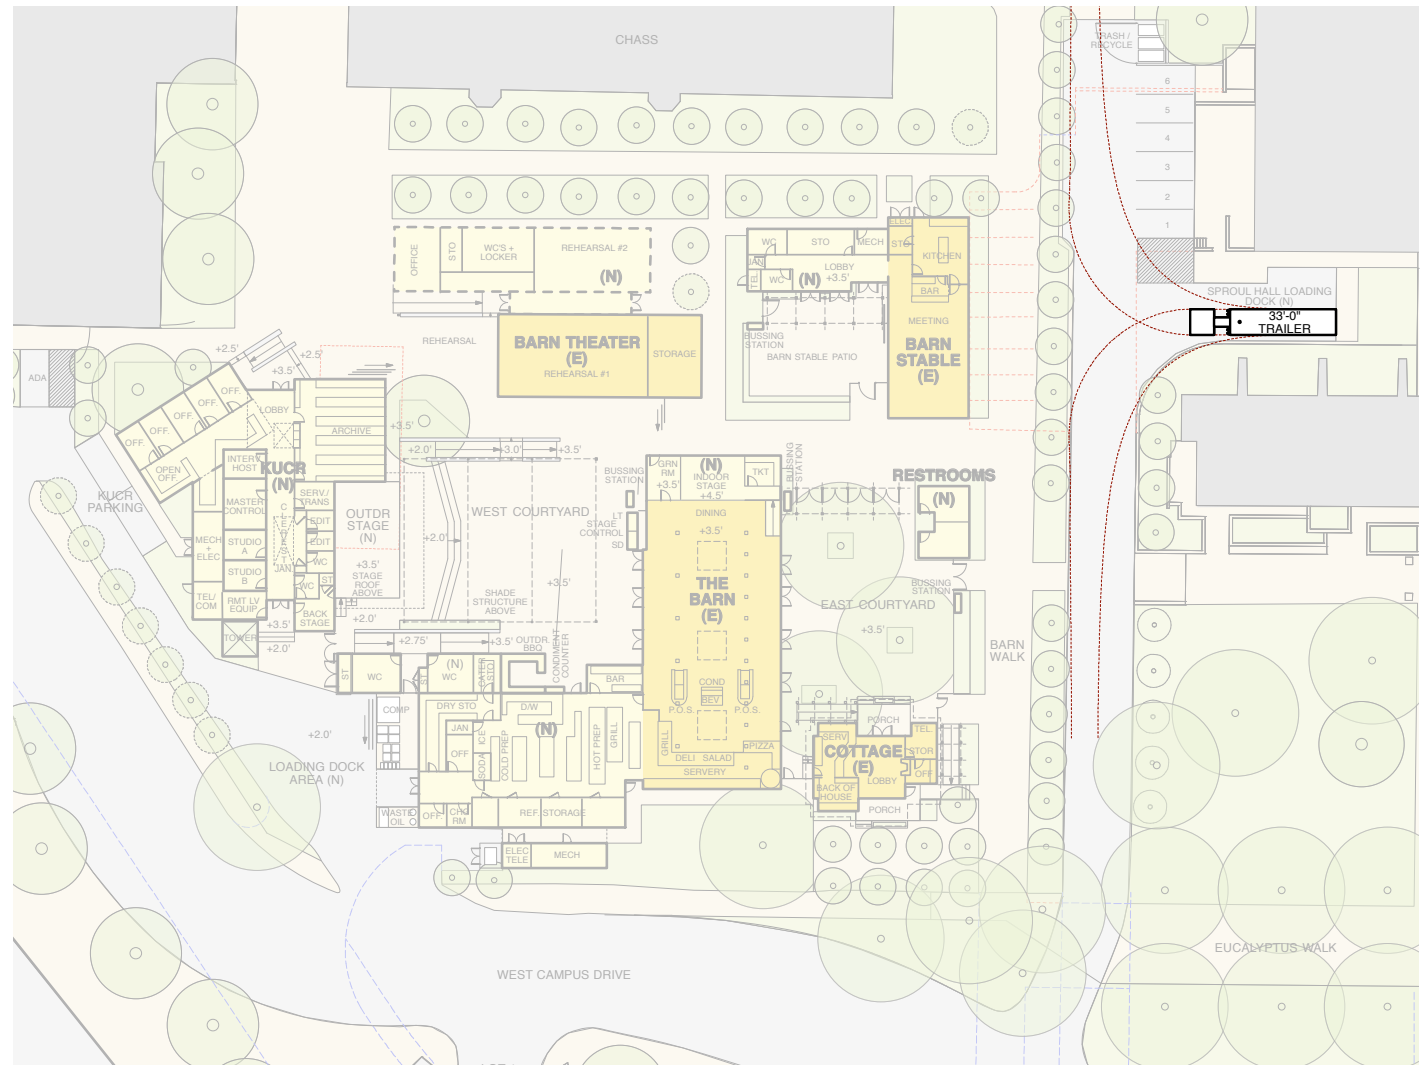 CHASS
TRASH /
RECYCLE
6
5
4
3
2
1
SPROUL HALL LOADING
DOCK (N)
33'-0"
TRAILER
OFFICE
STO
WC'S +
LOCKER
REHEARSAL #2
(N)
REHEARSAL
BARN THEATER
(E)
REHEARSAL #1
STORAGE
WC
STO
MECH
ELEC
STO
KITCHEN
JAN
LOBBY
+3.5'
TEL
WC
(N)
BAR
MEETING
BARN
STABLE
(E)
BUSSING
STATION
BARN STABLE PATIO
ADA
+2.5'
+2.5'
+3.5'
OFF.
OFF.
OFF.
OFF.
LOBBY
OPEN
OFF.
ARCHIVE
KUCR
(N)
INTERV
HOST
MASTER
CONTROL
STUDIO
A
STUDIO
B
RMT LV
EQUIP
MECH
+
ELEC
TEL/
COM
TOWER
SERV./
TRANS
EDIT
EDIT
WC
JAN
WC
ST
BACK
STAGE
+3.5'
+2.0'
KUCR
PARKING
OUTDR
STAGE
(N)
+3.5'
STAGE
ROOF
ABOVE
+2.0'
+3.5'
+2.0'
+3.0'
+3.5'
WEST COURTYARD
+2.0'
SHADE
STRUCTURE
ABOVE
+3.5'
+2.75'
+3.5'
OUTDR.
BBQ
CONDIMENT
COUNTER
BUSSING
STATION
LT
STAGE
CONTROL
SD
GRN
RM
+3.5'
(N)
INDOOR
STAGE
+4.5'
TKT
BUSSING
STATION
DINING
+3.5'
THE
BARN
(E)
COND
BEV
P.O.S.
P.O.S.
GRILL
PIZZA
DELI
SALAD
SERVERY
RESTROOMS
(N)
BUSSING
STATION
EAST COURTYARD
+3.5'
BARN
WALK
PORCH
TEL.
SERV
STOR
COTTAGE
(E)
OFF
LOBBY
BACK OF
HOUSE
PORCH
ST
WC
ST
(N)
WC
CATER
STO
BAR
COMP
DRY STO
D/W
JAN
OFF
SODA
ICE
COLD PREP
(N)
HOT PREP
GRILL
WASTE
OIL
OFF.
CHG
RM
REF. STORAGE
ELEC
TELE
MECH
+2.0'
LOADING DOCK
AREA (N)
WEST CAMPUS DRIVE
EUCALYPTUS WALK